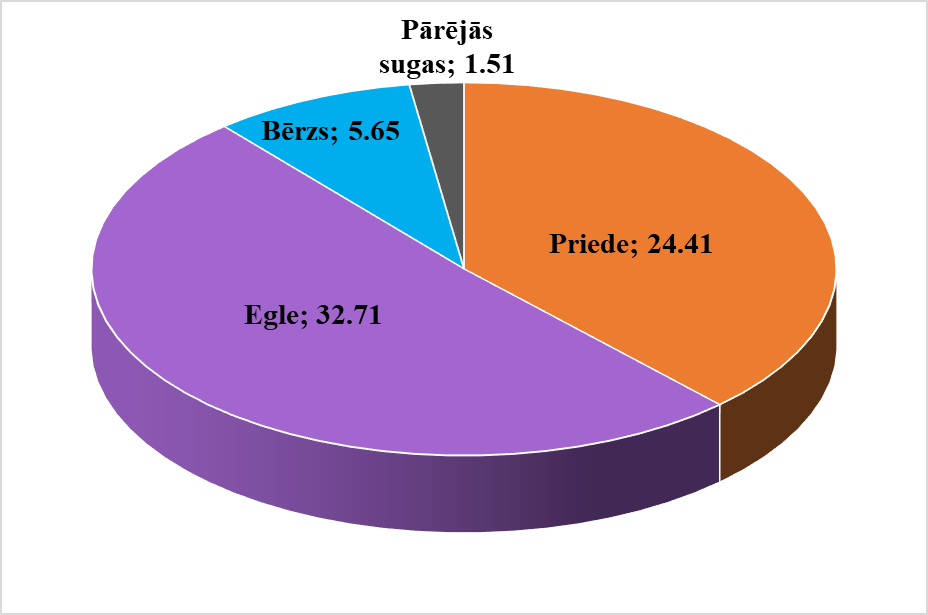 Pārējās
sugas; 1.51
Bērzs; 5.65
Priede; 24.41
Egle; 32.71